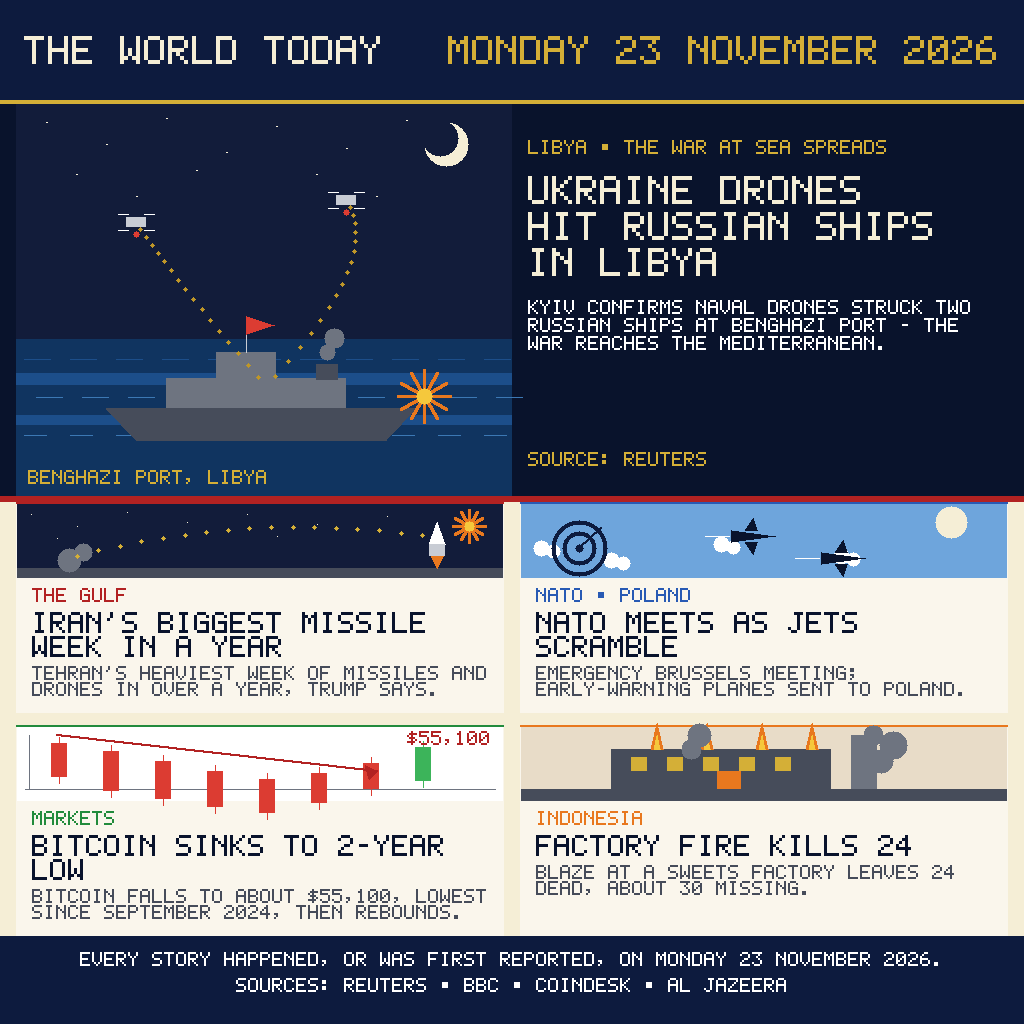 THE WORLD TODAY
MONDAY 23 NOVEMBER 2026
LIBYA ▪ THE WAR AT SEA SPREADS
UKRAINE DRONES
HIT RUSSIAN SHIPS
IN LIBYA
KYIV CONFIRMS NAVAL DRONES STRUCK TWO
RUSSIAN SHIPS AT BENGHAZI PORT - THE
WAR REACHES THE MEDITERRANEAN.
SOURCE: REUTERS
BENGHAZI PORT, LIBYA
THE GULF
IRAN'S BIGGEST MISSILE
WEEK IN A YEAR
TEHRAN'S HEAVIEST WEEK OF MISSILES AND
DRONES IN OVER A YEAR, TRUMP SAYS.
NATO ▪ POLAND
NATO MEETS AS JETS
SCRAMBLE
EMERGENCY BRUSSELS MEETING;
EARLY-WARNING PLANES SENT TO POLAND.
$55,100
MARKETS
BITCOIN SINKS TO 2-YEAR
LOW
BITCOIN FALLS TO ABOUT $55,100, LOWEST
SINCE SEPTEMBER 2024, THEN REBOUNDS.
INDONESIA
FACTORY FIRE KILLS 24
BLAZE AT A SWEETS FACTORY LEAVES 24
DEAD, ABOUT 30 MISSING.
EVERY STORY HAPPENED, OR WAS FIRST REPORTED, ON MONDAY 23 NOVEMBER 2026.
SOURCES: REUTERS ▪ BBC ▪ COINDESK ▪ AL JAZEERA